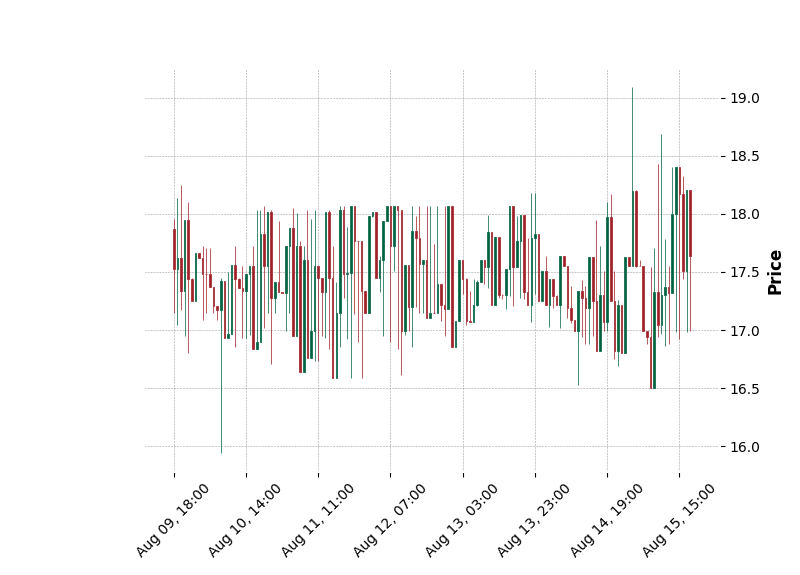 19.0
18.5
18.0
17.5
17.0
16.5
16.0
Price
Aug 09, 18:00
Aug 10, 14:00
Aug 11, 11:00
Aug 12, 07:00
Aug 13, 03:00
Aug 13, 23:00
Aug 14, 19:00
Aug 15, 15:00